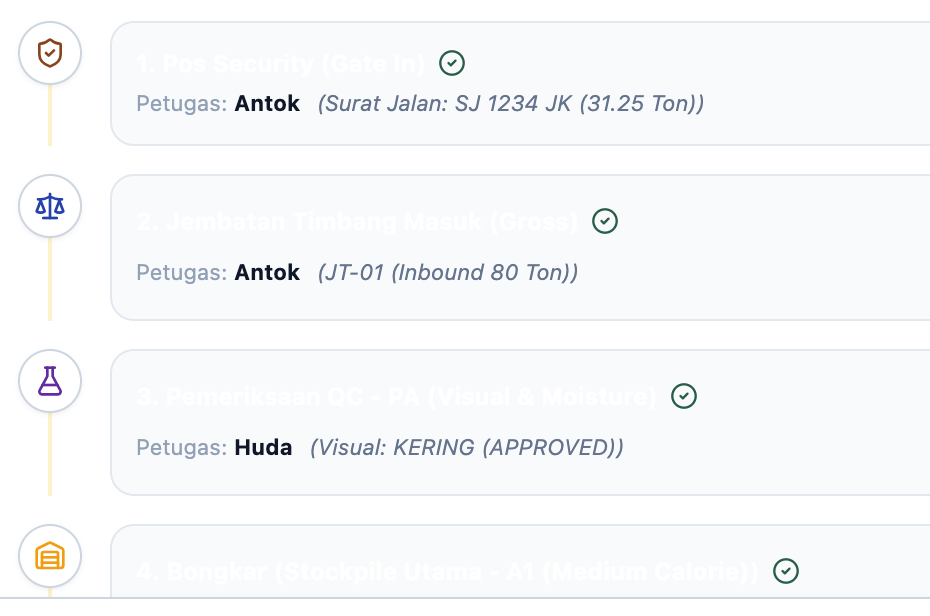 1. Pos Security (Gate In)
Petugas: Antok (Surat Jalan: SJ 1234 JK (31.25 Ton))
2. Jembatan Timbang Masuk (Gross)
Petugas: Antok (JT-01 (Inbound 80 Ton))
3. Pemeriksaan QC - PA (Visual & Moisture)
Petugas: Huda (Visual: KERING (APPROVED))
4. Bongkar (Stockpile Utama - A1 (Medium Calorie))